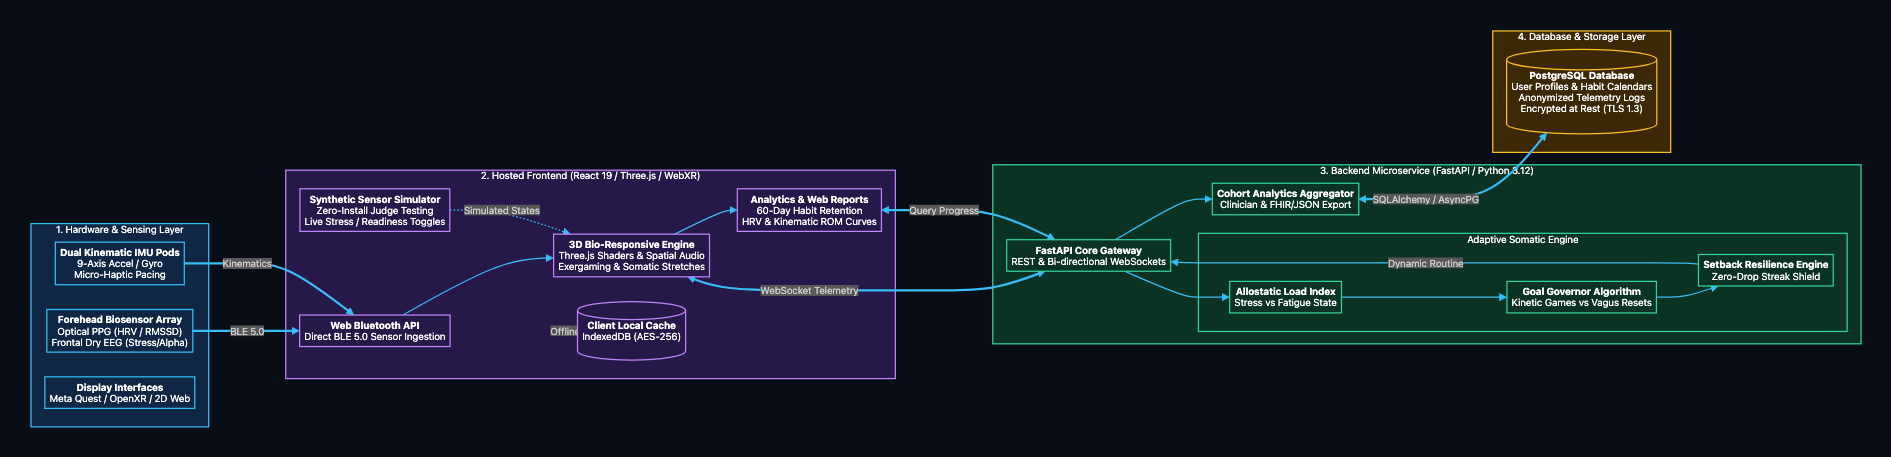 1. Hardware & Sensing Layer
Dual Kinematic IMU Pods
9-Axis Accel / Gyro
Micro-Haptic Pacing
Forehead Biosensor Array
Optical PPG (HRV / RMSSD)
Frontal Dry EEG (Stress/Alpha)
Display Interfaces
Meta Quest / OpenXR / 2D Web
Kinematics
BLE 5.0
2. Hosted Frontend (React 19 / Three.js / WebXR)
Synthetic Sensor Simulator
Zero-Install Judge Testing
Live Stress / Readiness Toggles
Simulated States
Analytics & Web Reports
60-Day Habit Retention
HRV & Kinematic ROM Curves
3D Bio-Responsive Engine
Three.js Shaders & Spatial Audio
Exergaming & Somatic Stretches
Web Bluetooth API
Direct BLE 5.0 Sensor Ingestion
Offline
Client Local Cache
IndexedDB (AES-256)
Query Progress
WebSocket Telemetry
3. Backend Microservice (FastAPI / Python 3.12)
Cohort Analytics Aggregator
Clinician & FHIR/JSON Export
SQLAlchemy / AsyncPG
FastAPI Core Gateway
REST & Bi-directional WebSockets
Adaptive Somatic Engine
Dynamic Routine
Setback Resilience Engine
Zero-Drop Streak Shield
Allostatic Load Index
Stress vs Fatigue State
Goal Governor Algorithm
Kinetic Games vs Vagus Resets
4. Database & Storage Layer
PostgreSQL Database
User Profiles & Habit Calendars
Anonymized Telemetry Logs
Encrypted at Rest (TLS 1.3)